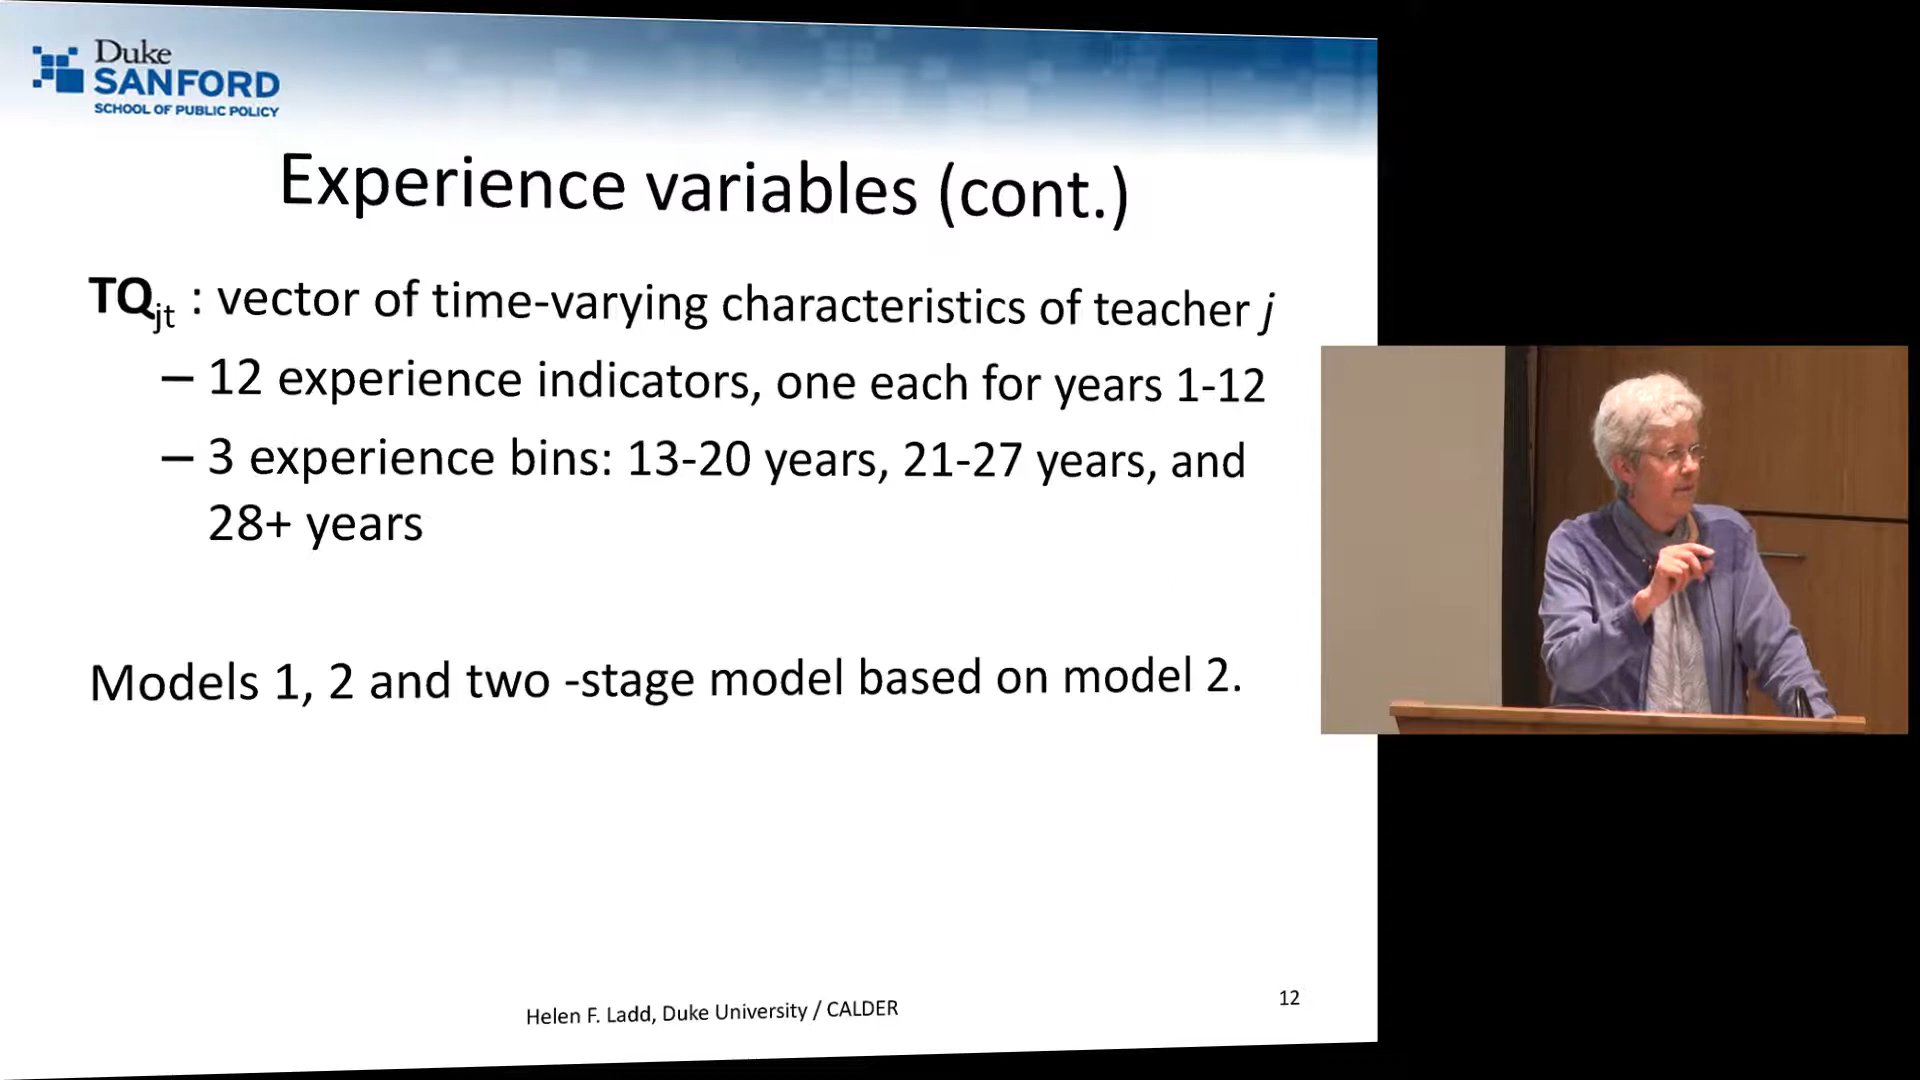 Duke
SANFORD
SCHOOL OF PUBLIC POLICY
Experience variables (cont.)
TQjt : vector of time-varying characteristics of teacher j
– 12 experience indicators, one each for years 1-12
– 3 experience bins: 13-20 years, 21-27 years, and
28+ years
Models 1, 2 and two -stage model based on model 2.
Helen F. Ladd, Duke University / CALDER
12